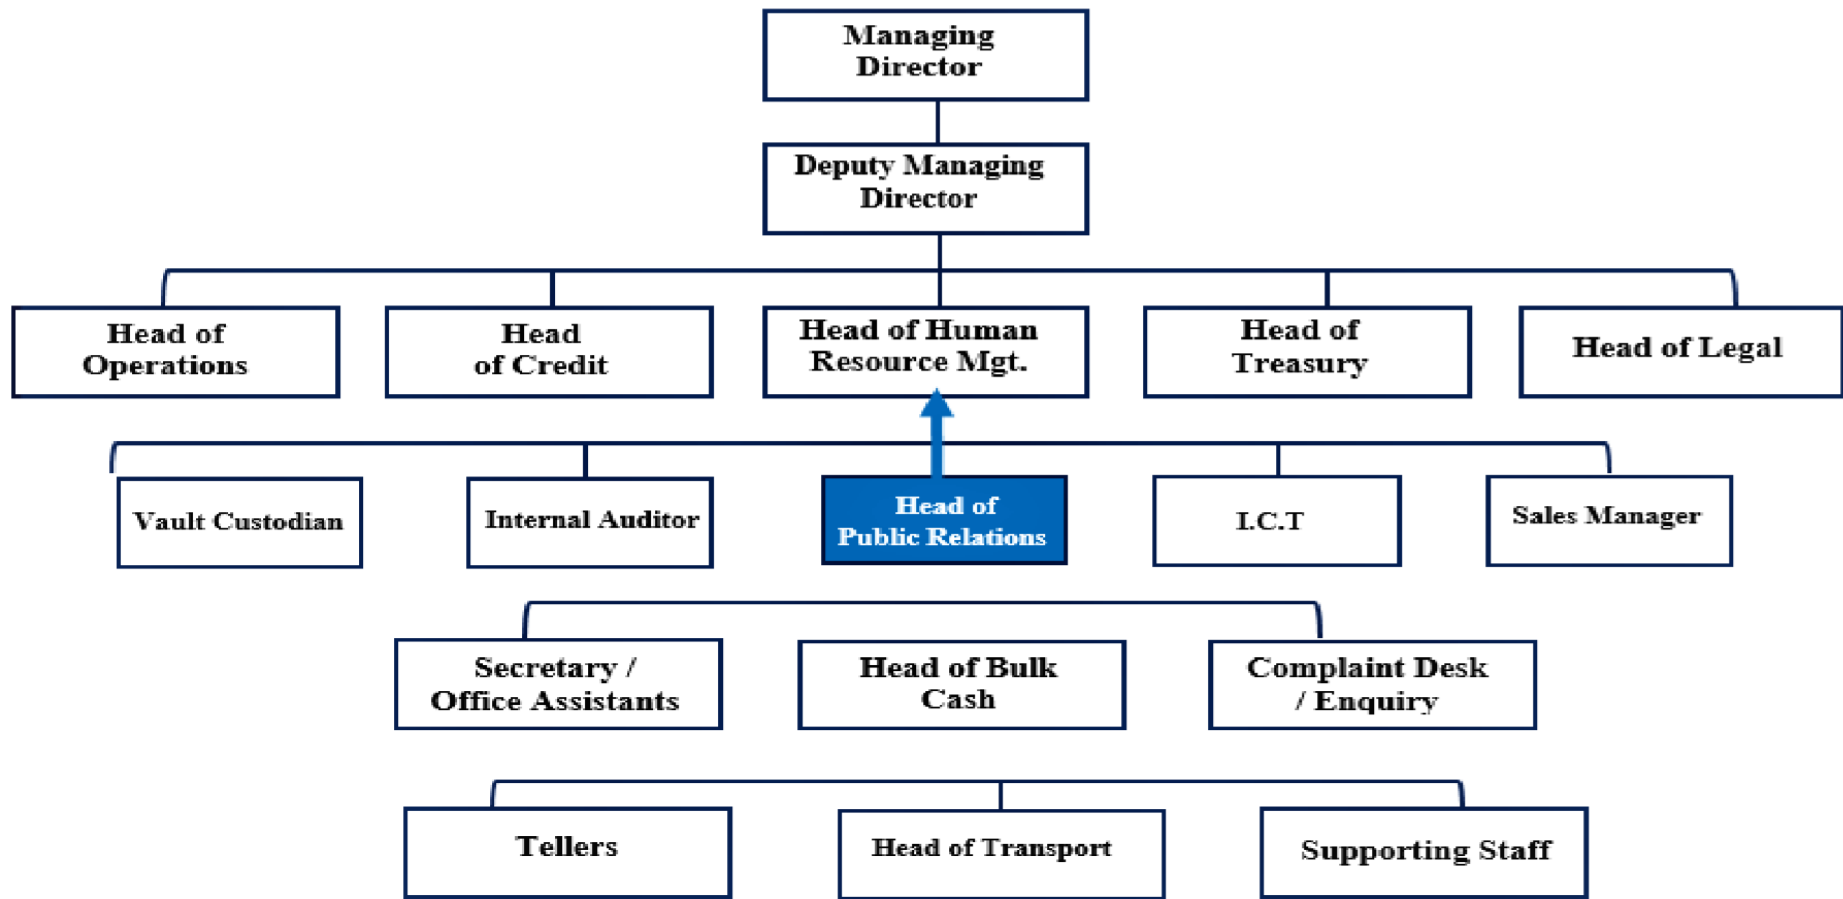 Managing
Director
Deputy Managing
Director
Head of
Operations
Head
of Credit
Head of Human
Resource Mgt.
Head of
Treasury
Head of Legal
Vault Custodian
Internal Auditor
Head of
Public Relations
I.C.T
Sales Manager
Secretary /
Office Assistants
Head of Bulk
Cash
Complaint Desk
/ Enquiry
Tellers
Head of Transport
Supporting Staff